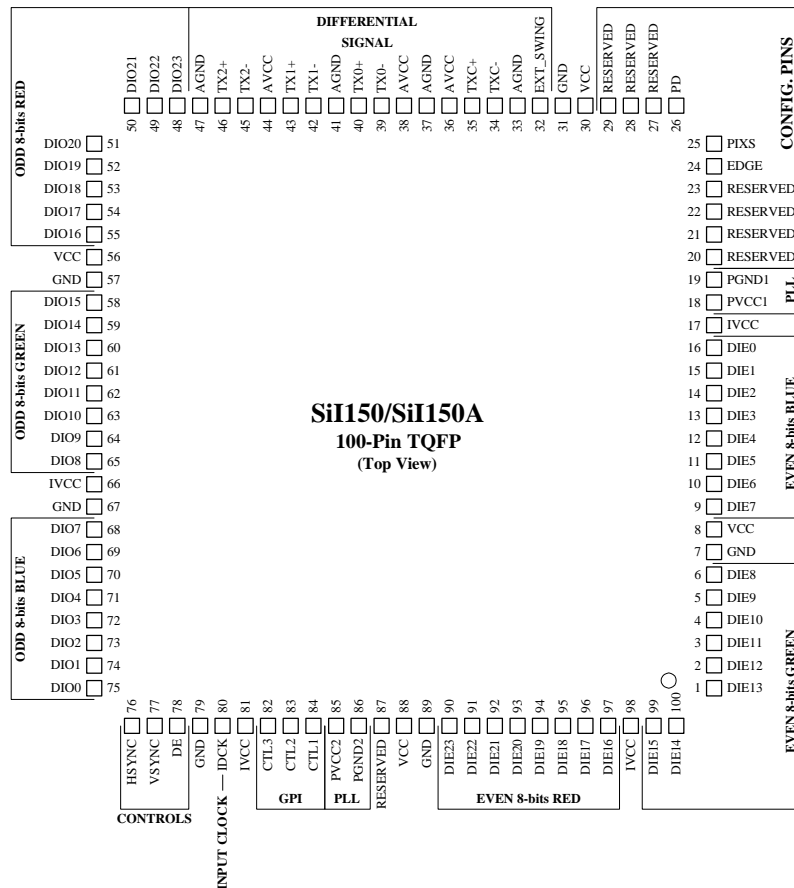 DIFFERENTIAL
SIGNAL
CONFIG. PINS
ODD 8-bits RED
DIO21
DIO22
DIO23
AGND
TX2+
TX2-
AVCC
TX1+
TX1-
AGND
TX0+
TX0-
AVCC
AGND
AVCC
TXC+
TXC-
AGND
EXT_SWING
GND
VCC
RESERVED
RESERVED
RESERVED
PD
50
49
48
47
46
45
44
43
42
41
40
39
38
37
36
35
34
33
32
31
30
29
28
27
26
DIO20 51
DIO19 52
DIO18 53
DIO17 54
DIO16 55
VCC 56
GND 57
ODD 8-bits GREEN
DIO15 58
DIO14 59
DIO13 60
DIO12 61
DIO11 62
DIO10 63
DIO9 64
DIO8 65
IVCC 66
GND 67
ODD 8-bits BLUE
DIO7 68
DIO6 69
DIO5 70
DIO4 71
DIO3 72
DIO2 73
DIO1 74
DIO0 75
SiI150/SiI150A
100-Pin TQFP
(Top View)
25 PIXS
24 EDGE
23 RESERVED
22 RESERVED
21 RESERVED
20 RESERVED
19 PGND1
18 PVCC1
PLL
17 IVCC
16 DIE0
15 DIE1
14 DIE2
13 DIE3
12 DIE4
11 DIE5
10 DIE6
9 DIE7
EVEN 8-bits BLUE
8 VCC
7 GND
6 DIE8
5 DIE9
4 DIE10
3 DIE11
2 DIE12
1 DIE13
EVEN 8-bits GREEN
76
77
78
79
80
81
82
83
84
85
86
87
88
89
90
91
92
93
94
95
96
97
98
99
100
HSYNC
VSYNC
DE
GND
INPUT CLOCK — IDCK
IVCC
CTL3
CTL2
CTL1
PVCC2
PGND2
RESERVED
VCC
GND
DIE23
DIE22
DIE21
DIE20
DIE19
DIE18
DIE17
DIE16
IVCC
DIE15
DIE14
CONTROLS
GPI
PLL
EVEN 8-bits RED